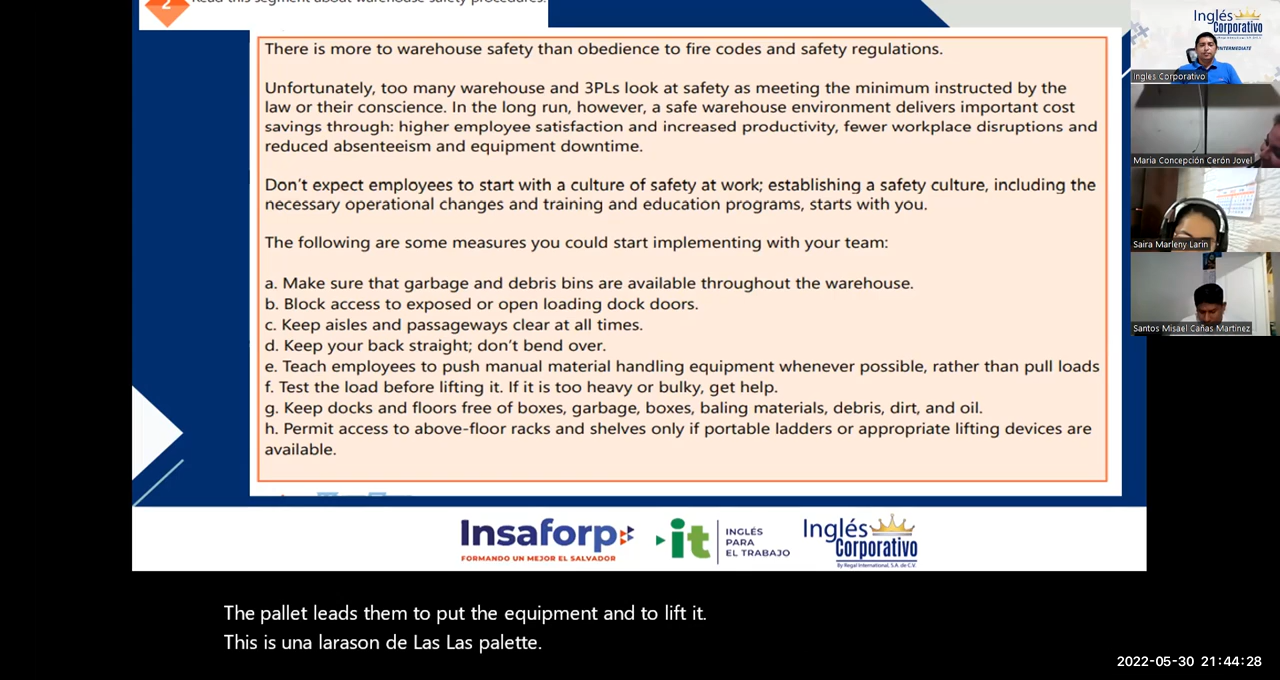 2
Read this segment about warehouse safety procedures.
There is more to warehouse safety than obedience to fire codes and safety regulations.
Unfortunately, too many warehouse and 3PLs look at safety as meeting the minimum instructed by the
law or their conscience. In the long run, however, a safe warehouse environment delivers important cost
savings through: higher employee satisfaction and increased productivity, fewer workplace disruptions and
reduced absenteeism and equipment downtime.
Don't expect employees to start with a culture of safety at work; establishing a safety culture, including the
necessary operational changes and training and education programs, starts with you.
The following are some measures you could start implementing with your team:
a. Make sure that garbage and debris bins are available throughout the warehouse.
b. Block access to exposed or open loading dock doors.
c. Keep aisles and passageways clear at all times.
d. Keep your back straight; don't bend over.
e. Teach employees to push manual material handling equipment whenever possible, rather than pull loads
f. Test the load before lifting it. If it is too heavy or bulky, get help.
g. Keep docks and floors free of boxes, garbage, boxes, baling materials, debris, dirt, and oil.
h. Permit access to above-floor racks and shelves only if portable ladders or appropriate lifting devices are
available.
Insaforp
FORMANDO UN MEJOR EL SALVADOR
it
INGLÉS
PARA
EL TRABAJO
Inglés
Corporativo
By Regal International, S.A. de C.V.
The pallet leads them to put the equipment and to lift it.
This is una larason de Las Las palette.
Inglés
Corporativo
INTERMEDIATE
Ingles Corporativo
Maria Concepción Cerón Jovel
Saira Marleny Larin
Santos Misael Cañas Martinez
2022-05-30 21:44:28